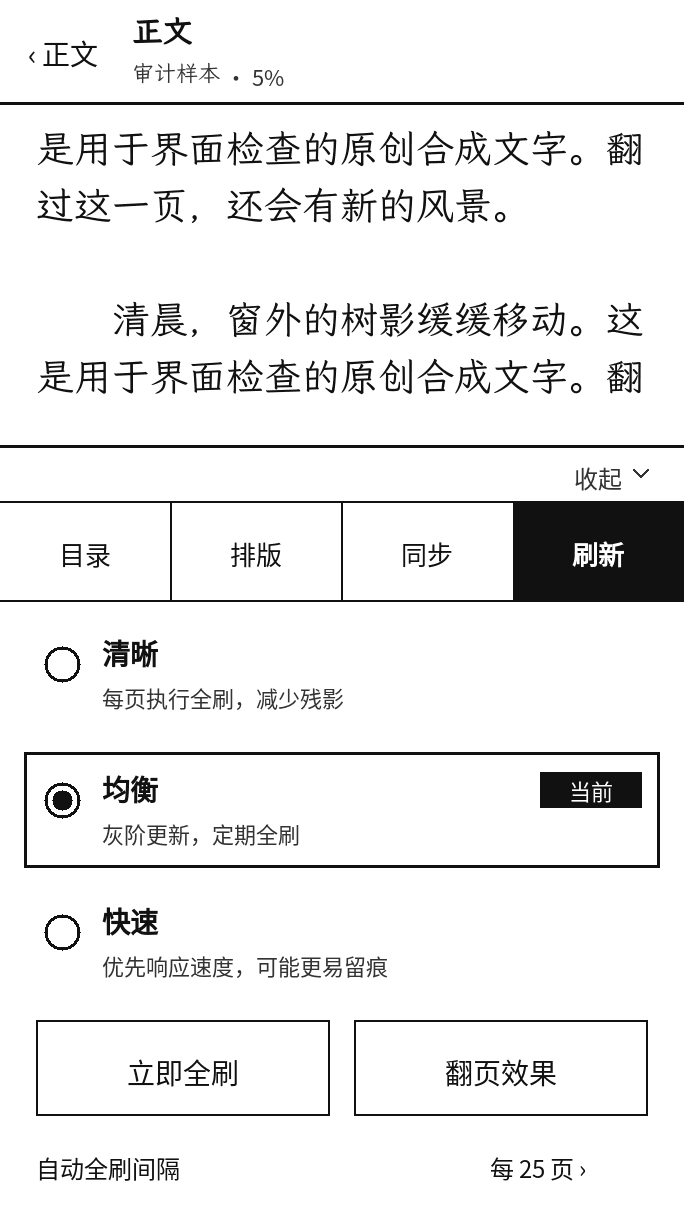 ‹ 正文
正文
审计样本 • 5%
是用于界面检查的原创合成文字。翻
过这一页，还会有新的风景。
清晨，窗外的树影缓缓移动。这
是用于界面检查的原创合成文字。翻
收起
目录
排版
同步
刷新
清晰
每页执行全刷，减少残影
均衡
当前
灰阶更新，定期全刷
快速
优先响应速度，可能更易留痕
立即全刷
翻页效果
自动全刷间隔
每 25 页 ›